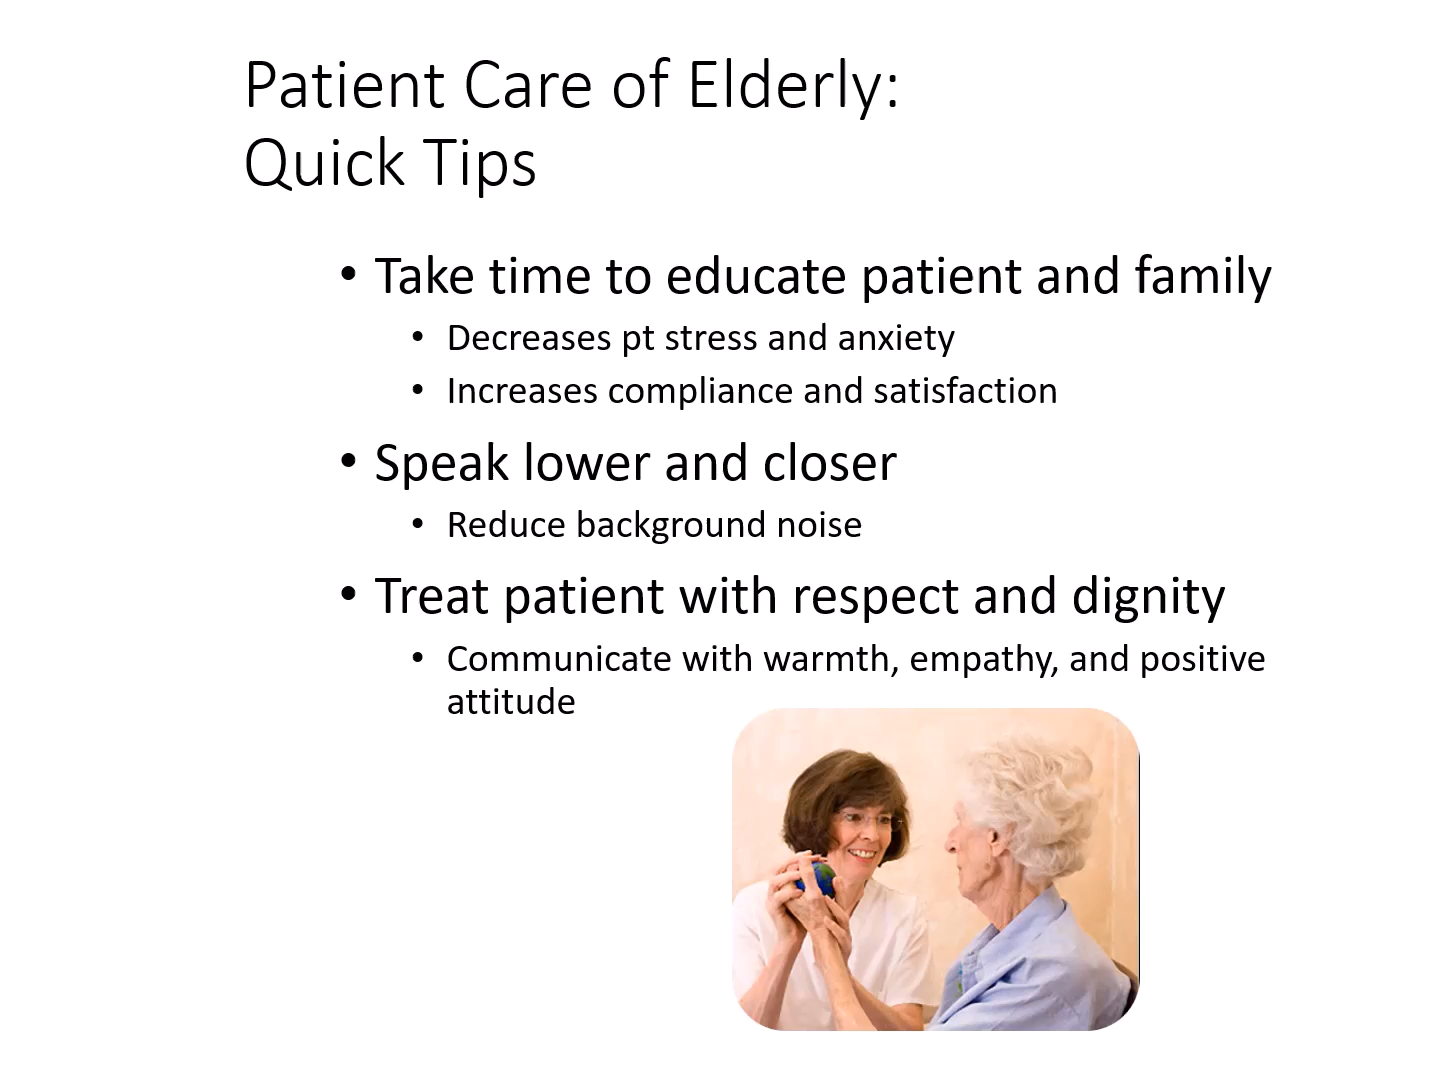 Patient Care of Elderly:
Quick Tips
• Take time to educate patient and family
• Decreases pt stress and anxiety
• Increases compliance and satisfaction
• Speak lower and closer
• Reduce background noise
• Treat patient with respect and dignity
• Communicate with warmth, empathy, and positive
attitude